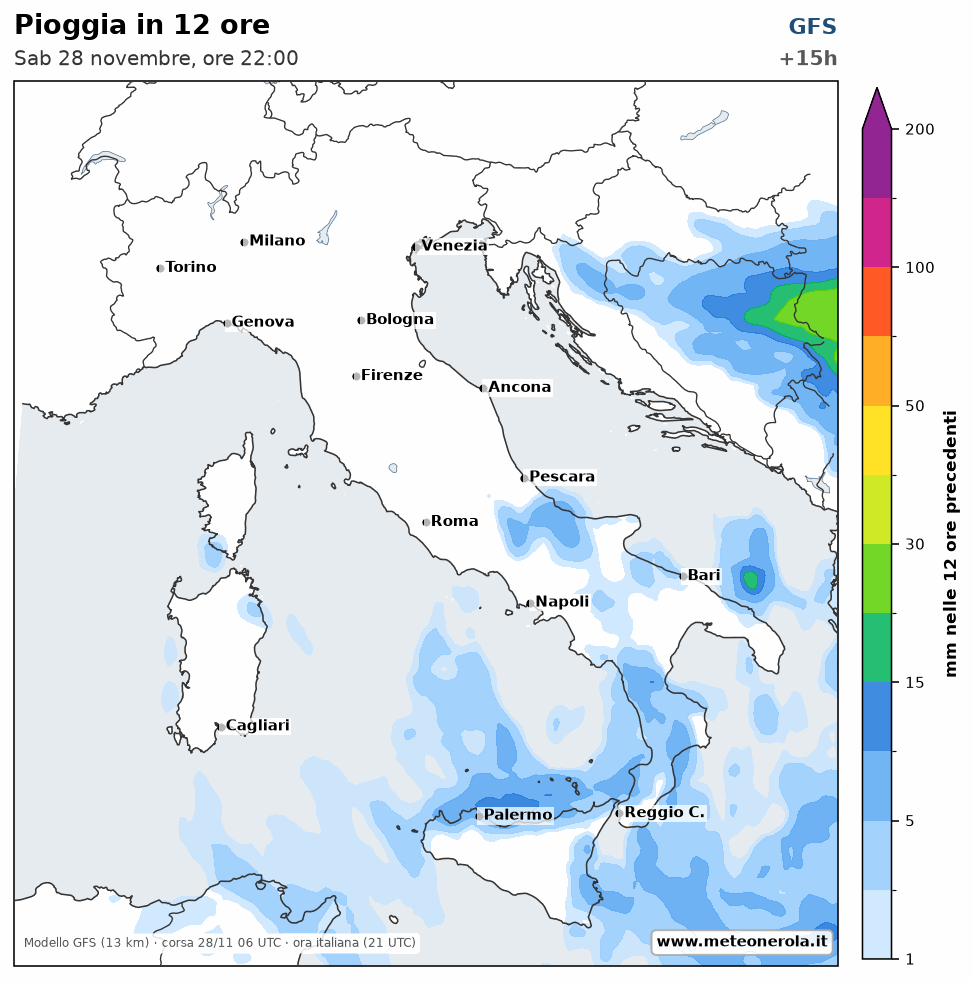 Pioggia in 12 ore
GFS
Sab 28 novembre, ore 22:00
+15h
200
100
50
30
15
5
1
mm nelle 12 ore precedenti
Milano
Venezia
Torino
Genova
Bologna
Firenze
Ancona
Pescara
Roma
Bari
Napoli
Cagliari
Palermo
Reggio C.
Modello GFS (13 km) · corsa 28/11 06 UTC · ora italiana (21 UTC)
www.meteonerola.it